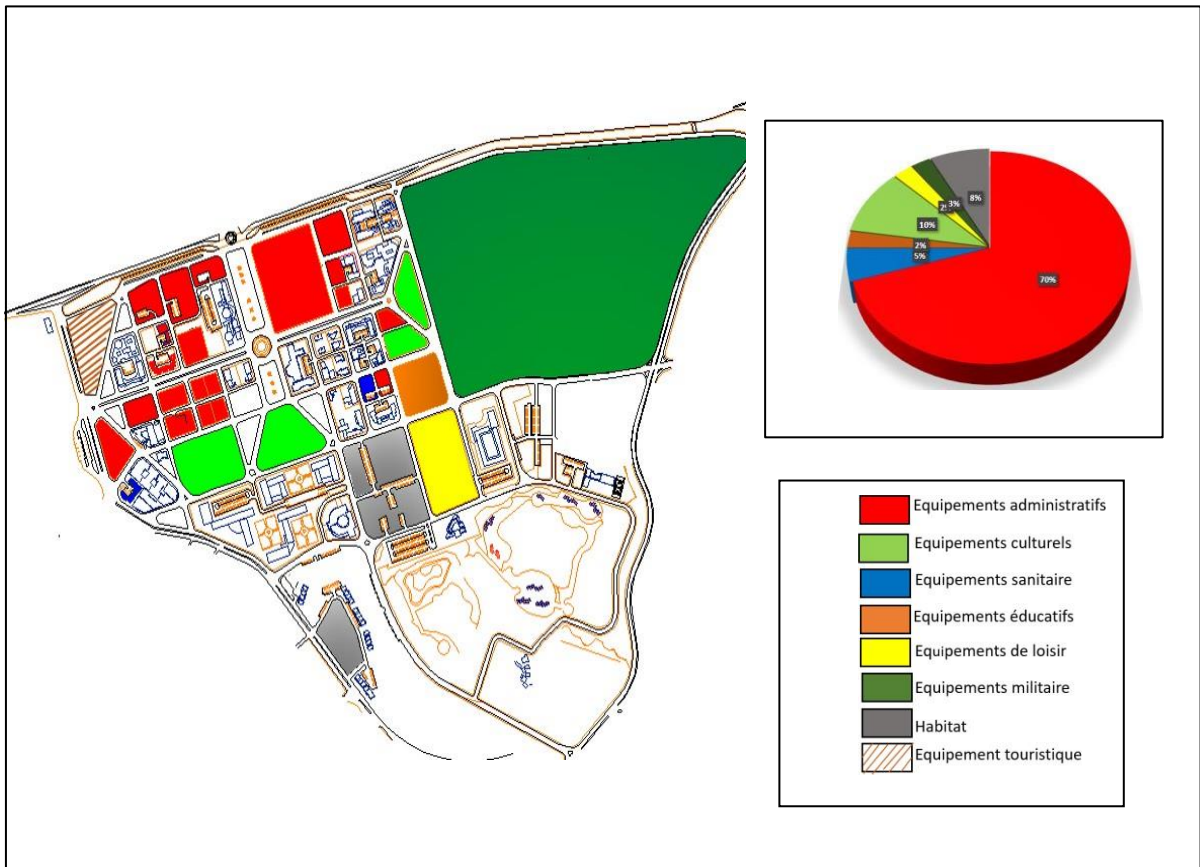 8%
3%
2%
10%
2%
5%
70%
Equipements administratifs
Equipements culturels
Equipements sanitaire
Equipements éducatifs
Equipements de loisir
Equipements militaire
Habitat
Equipement touristique